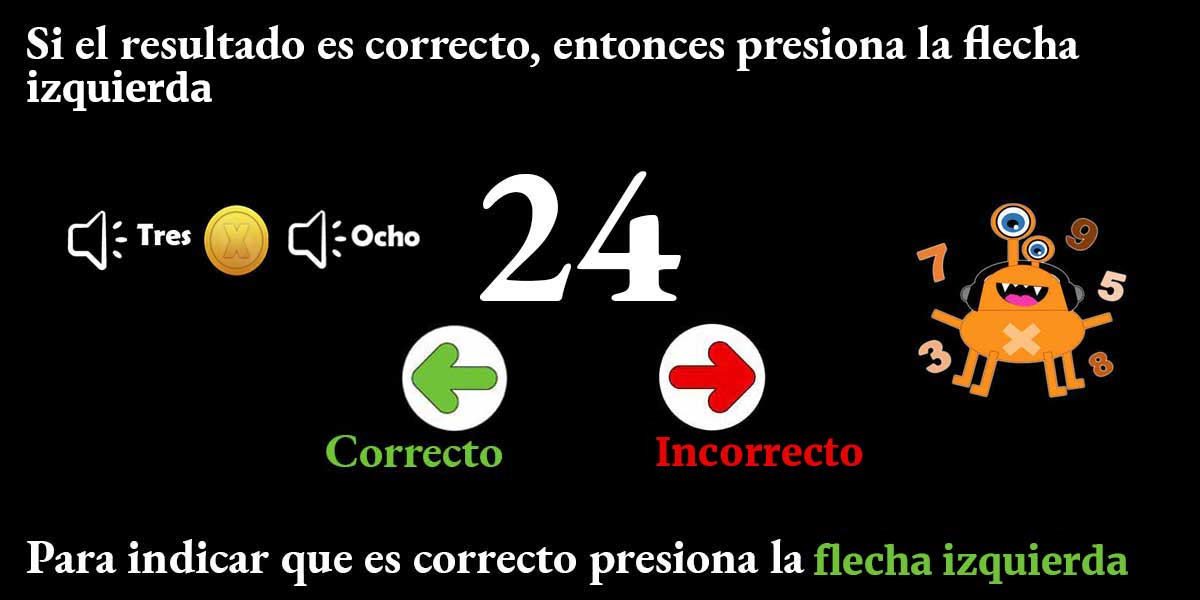 Si el resultado es correcto, entonces presiona la flecha
izquierda
Tres X Ocho
24
7
9
5
3
8
Correcto
Incorrecto
Para indicar que es correcto presiona la flecha izquierda